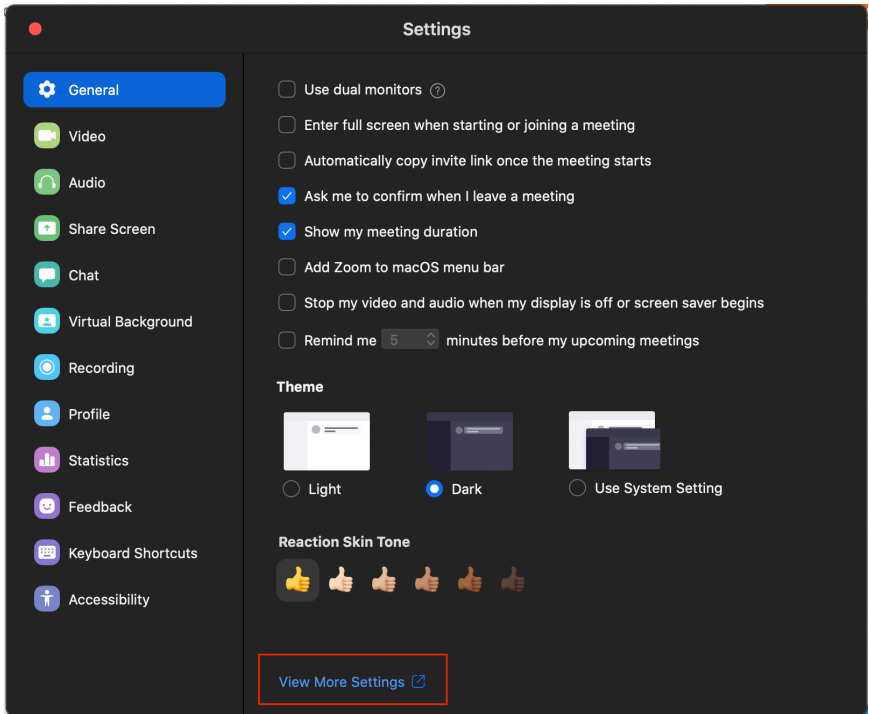 Settings
General
Video
Audio
Share Screen
Chat
Virtual Background
Recording
Profile
Statistics
Feedback
Keyboard Shortcuts
Accessibility
Use dual monitors ?
Enter full screen when starting or joining a meeting
Automatically copy invite link once the meeting starts
Ask me to confirm when I leave a meeting
Show my meeting duration
Add Zoom to macOS menu bar
Stop my video and audio when my display is off or screen saver begins
Remind me 5 minutes before my upcoming meetings
Theme
Light Dark Use System Setting
Reaction Skin Tone
View More Settings